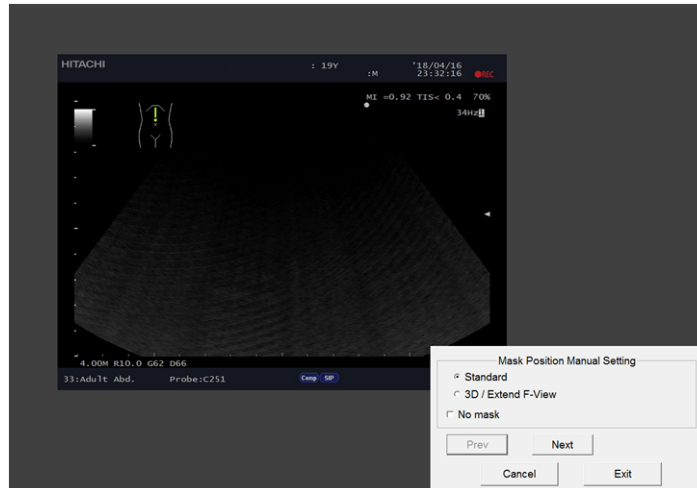 HITACHI
: 19Y
'18/04/16
:M
23:32:16
REC
MI =0.92 TIS< 0.4 70%
34Hz
4.00M R10.0 G62 D66
33:Adult Abd.
Probe:C251
Comp
SIP
Mask Position Manual Setting
Standard
3D / Extend F-View
No mask
Prev
Next
Cancel
Exit